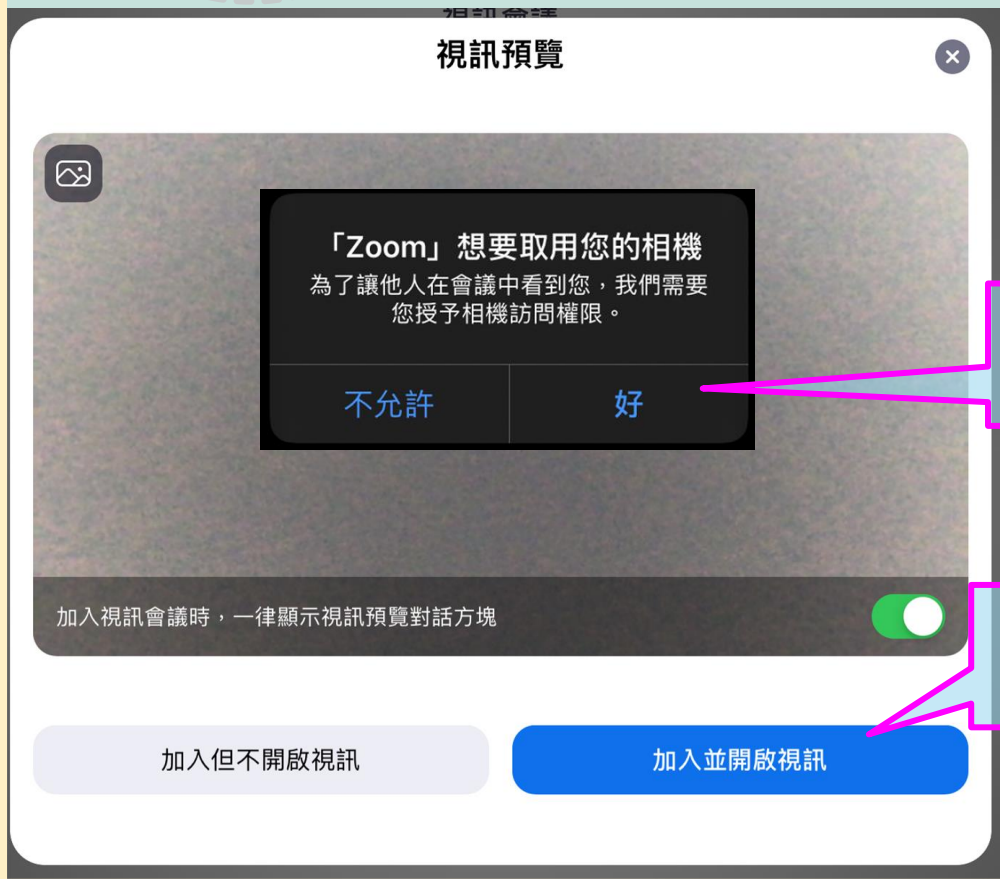 視訊會議
視訊預覽
「Zoom」想要取用您的相機
為了讓他人在會議中看到您，我們需要
您授予相機訪問權限。
不允許
好
加入視訊會議時，一律顯示視訊預覽對話方塊
加入但不開啟視訊
加入並開啟視訊